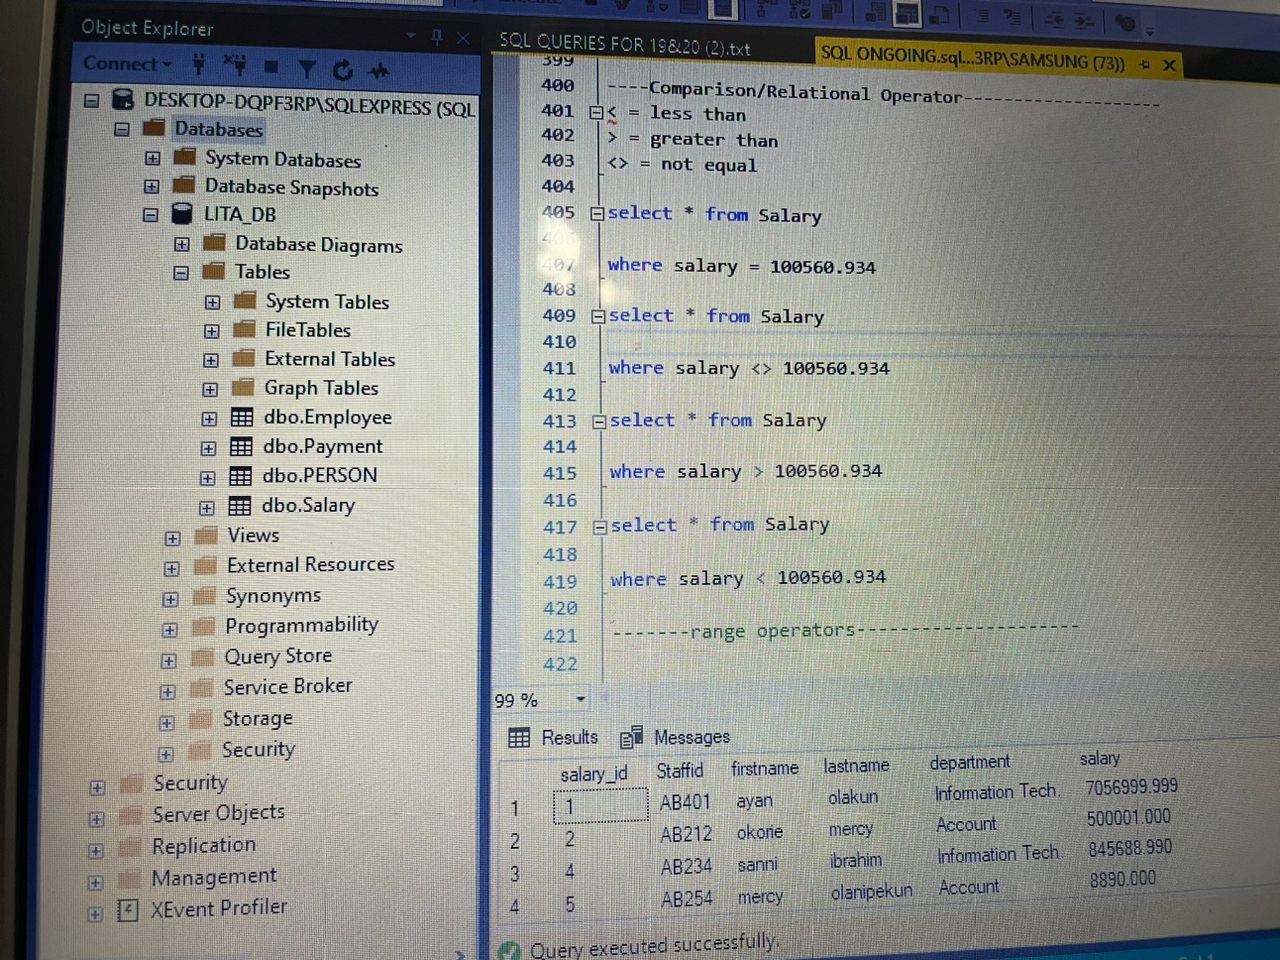 Object Explorer
Connect
DESKTOP-DQPF3RP\SQLEXPRESS (SQL
Databases
System Databases
Database Snapshots
LITA_DB
Database Diagrams
Tables
System Tables
FileTables
External Tables
Graph Tables
dbo.Employee
dbo.Payment
dbo.PERSON
dbo.Salary
Views
External Resources
Synonyms
Programmability
Query Store
Service Broker
Storage
Security
Security
Server Objects
Replication
Management
XEvent Profiler
SQL QUERIES FOR 19&20 (2).txt
SQL ONGOING.sql...3RP\SAMSUNG (73))
399
400 ----Comparison/Relational Operator-------------------
401 < = less than
402 > = greater than
403 <> = not equal
404
405 select * from Salary
406
407 where salary = 100560.934
408
409 select * from Salary
410
411 where salary <> 100560.934
412
413 select * from Salary
414
415 where salary > 100560.934
416
417 select * from Salary
418
419 where salary < 100560.934
420
421 -------range operators---------------------
422
99 %
Results Messages
salary_id Staffid firstname lastname department salary
1 1 AB401 ayan olakun Information Tech. 7056999.999
2 2 AB212 okorie mercy Account 500001.000
3 4 AB234 sanni ibrahim Information Tech. 845688.990
4 5 AB254 mercy olanipekun Account 8890.000
Query executed successfully.